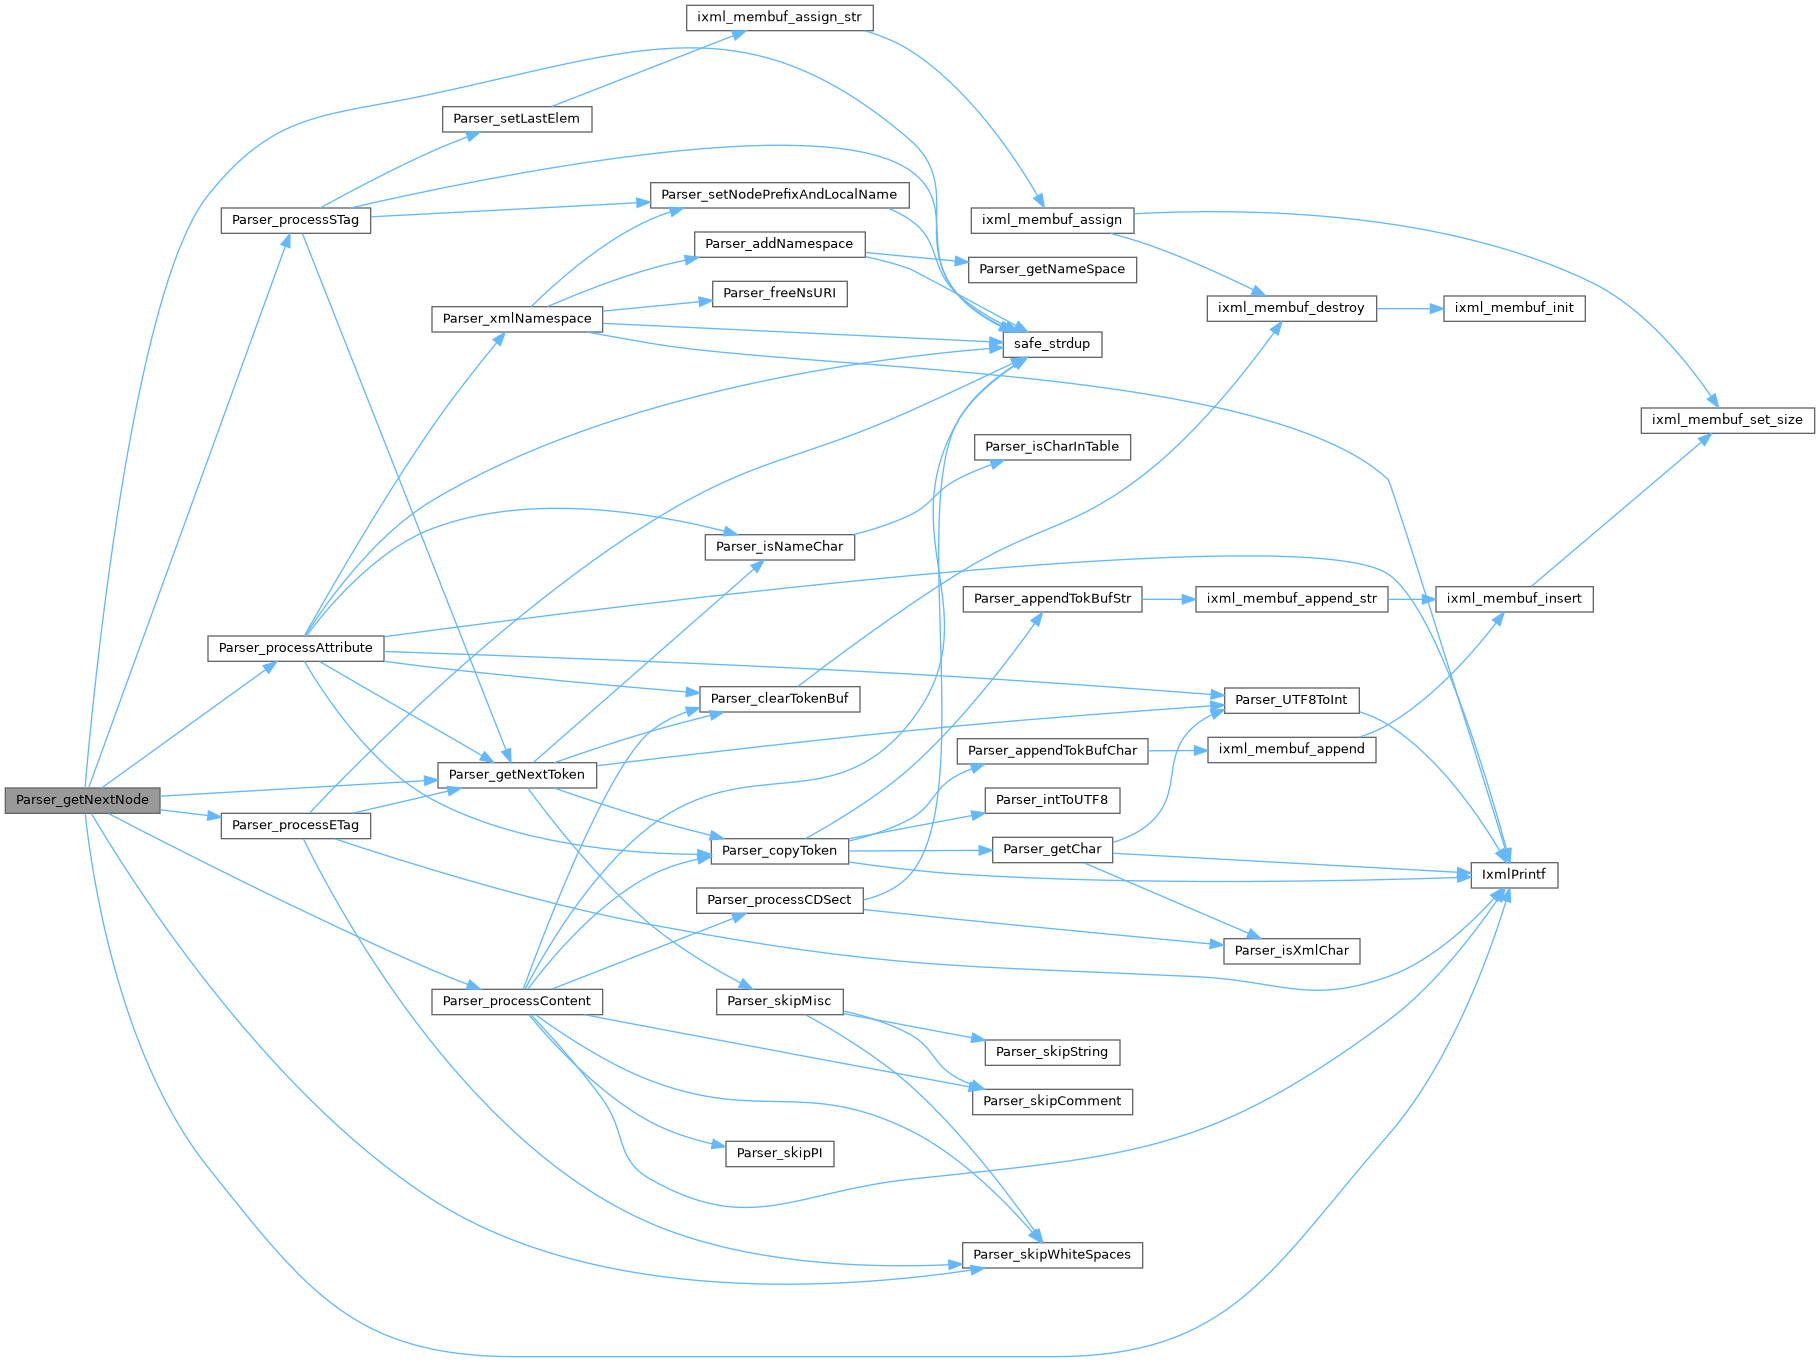 ixml_membuf_assign_str
Parser_setLastElem
Parser_setNodePrefixAndLocalName
Parser_processSTag
ixml_membuf_assign
Parser_addNamespace
Parser_getNameSpace
Parser_freeNsURI
ixml_membuf_destroy
ixml_membuf_init
Parser_xmlNamespace
safe_strdup
ixml_membuf_set_size
Parser_isCharInTable
Parser_isNameChar
Parser_appendTokBufStr
ixml_membuf_append_str
ixml_membuf_insert
Parser_processAttribute
Parser_clearTokenBuf
Parser_UTF8ToInt
Parser_appendTokBufChar
ixml_membuf_append
Parser_getNextToken
Parser_getNextNode
Parser_intToUTF8
Parser_processETag
Parser_copyToken
Parser_getChar
IxmlPrintf
Parser_processCDSect
Parser_isXmlChar
Parser_processContent
Parser_skipMisc
Parser_skipString
Parser_skipComment
Parser_skipPI
Parser_skipWhiteSpaces